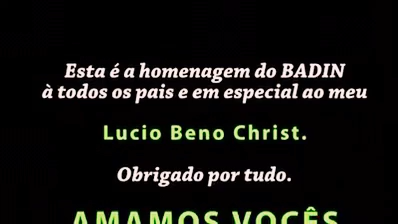 Esta é a homenagem do BADIN
à todos os pais e em especial ao meu
Lucio Beno Christ.
Obrigado por tudo.
AMAMOS VOCÊS